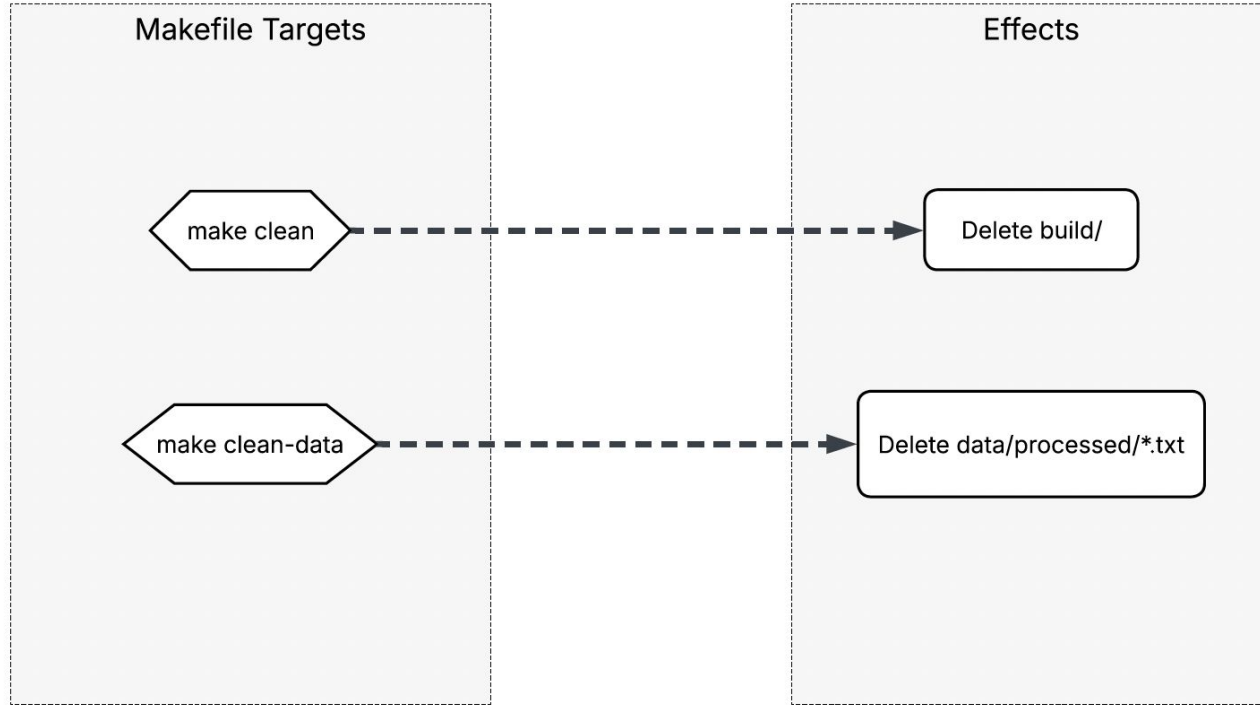 Makefile Targets
Effects
make clean
Delete build/
make clean-data
Delete data/processed/*.txt